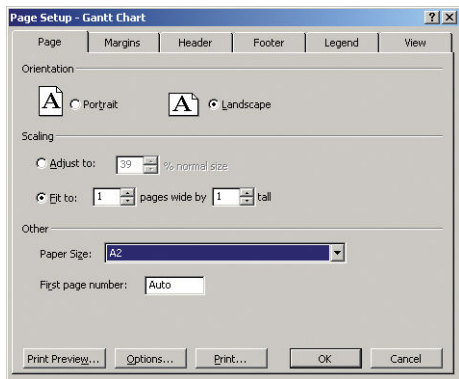 Page Setup - Gantt Chart
Page Margins Header Footer Legend View
Orientation
A Portrait A Landscape
Scaling
Adjust to: 39 % normal size
Fit to: 1 pages wide by 1 tall
Other
Paper Size: A2
First page number: Auto
Print Preview... Options... Print... OK Cancel